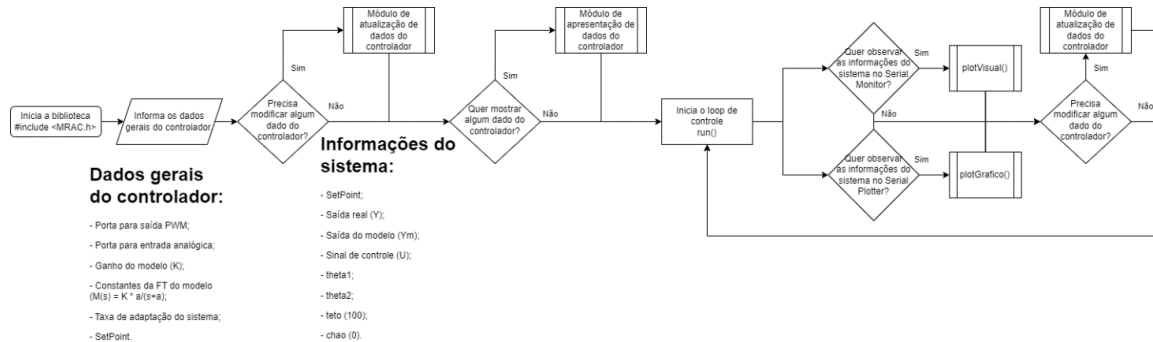 Inicia a biblioteca
#include <MRAC.h>
Informa os dados
gerais do controlador
Precisa
modificar algum
dado do
controlador?
Sim
Não
Módulo de
atualização de
dados do
controlador
Quer mostrar
algum dado do
controlador?
Sim
Não
Módulo de
apresentação de
dados do
controlador
Inicia o loop de
controle
run()
Quer observar
as informações do
sistema no Serial
Monitor?
Sim
plotVisual()
Não
Quer observar
as informações do
sistema no Serial
Plotter?
Sim
plotGrafico()
Módulo de
atualização de
dados do
controlador
Sim
Precisa
modificar algum
dado do
controlador?
Não
Dados gerais
do controlador:
- Porta para saída PWM;
- Porta para entrada analógica;
- Ganho do modelo (K);
- Constantes da FT do modelo
(M(s) = K * a/(s+a);
- Taxa de adaptação do sistema;
- SetPoint.
Informações do
sistema:
- SetPoint;
- Saída real (Y);
- Saída do modelo (Ym);
- Sinal de controle (U);
- theta1;
- theta2;
- teto (100);
- chao (0).